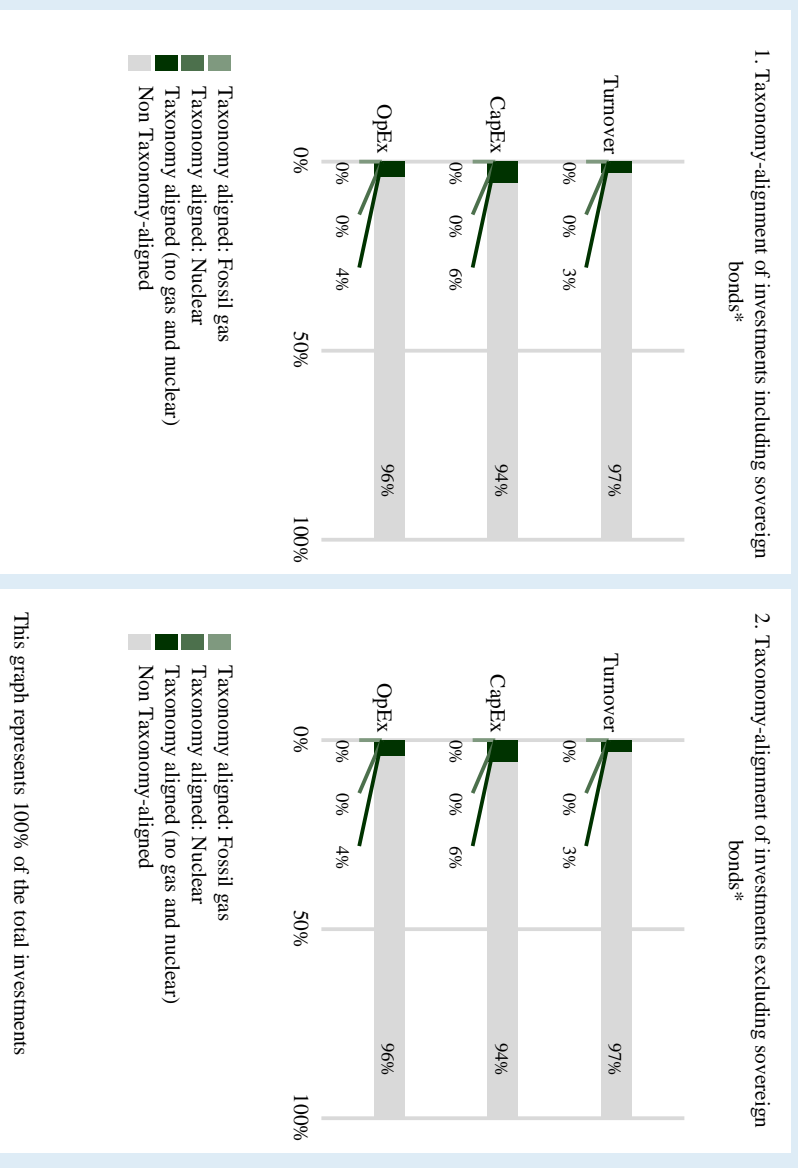 1. Taxonomy-alignment of investments including sovereign
bonds*
Turnover
0%
0%
3%
97%
CapEx
0%
0%
6%
94%
OpEx
0%
0%
4%
96%
0%
50%
100%
Taxonomy aligned: Fossil gas
Taxonomy aligned: Nuclear
Taxonomy aligned (no gas and nuclear)
Non Taxonomy-aligned
2. Taxonomy-alignment of investments excluding sovereign
bonds*
Turnover
0%
0%
3%
97%
CapEx
0%
0%
6%
94%
OpEx
0%
0%
4%
96%
0%
50%
100%
Taxonomy aligned: Fossil gas
Taxonomy aligned: Nuclear
Taxonomy aligned (no gas and nuclear)
Non Taxonomy-aligned
This graph represents 100% of the total investments